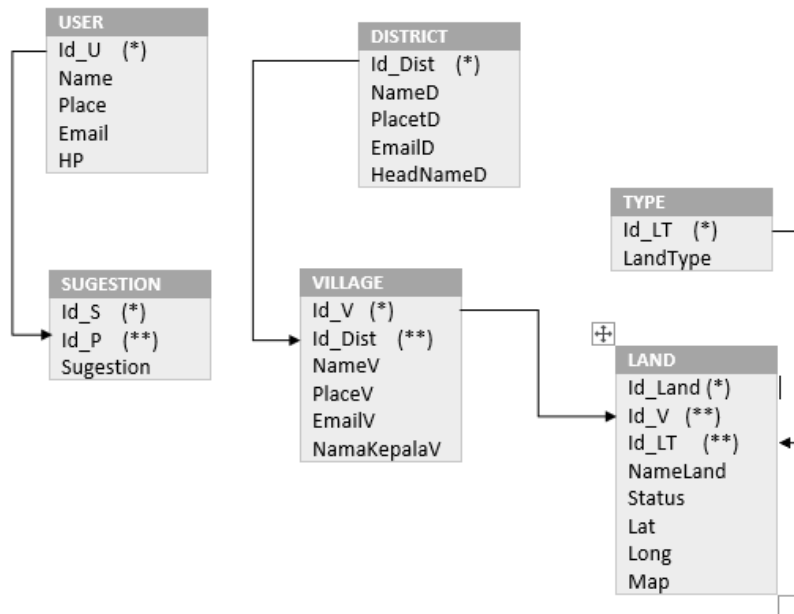 USER
Id_U (*)
Name
Place
Email
HP
DISTRICT
Id_Dist (*)
NameD
PlacetD
EmailD
HeadNameD
TYPE
Id_LT (*)
LandType
SUGESTION
Id_S (*)
Id_P (**)
Sugestion
VILLAGE
Id_V (*)
Id_Dist (**)
NameV
PlaceV
EmailV
NamaKepalaV
LAND
Id_Land (*)
Id_V (**)
Id_LT (**)
NameLand
Status
Lat
Long
Map